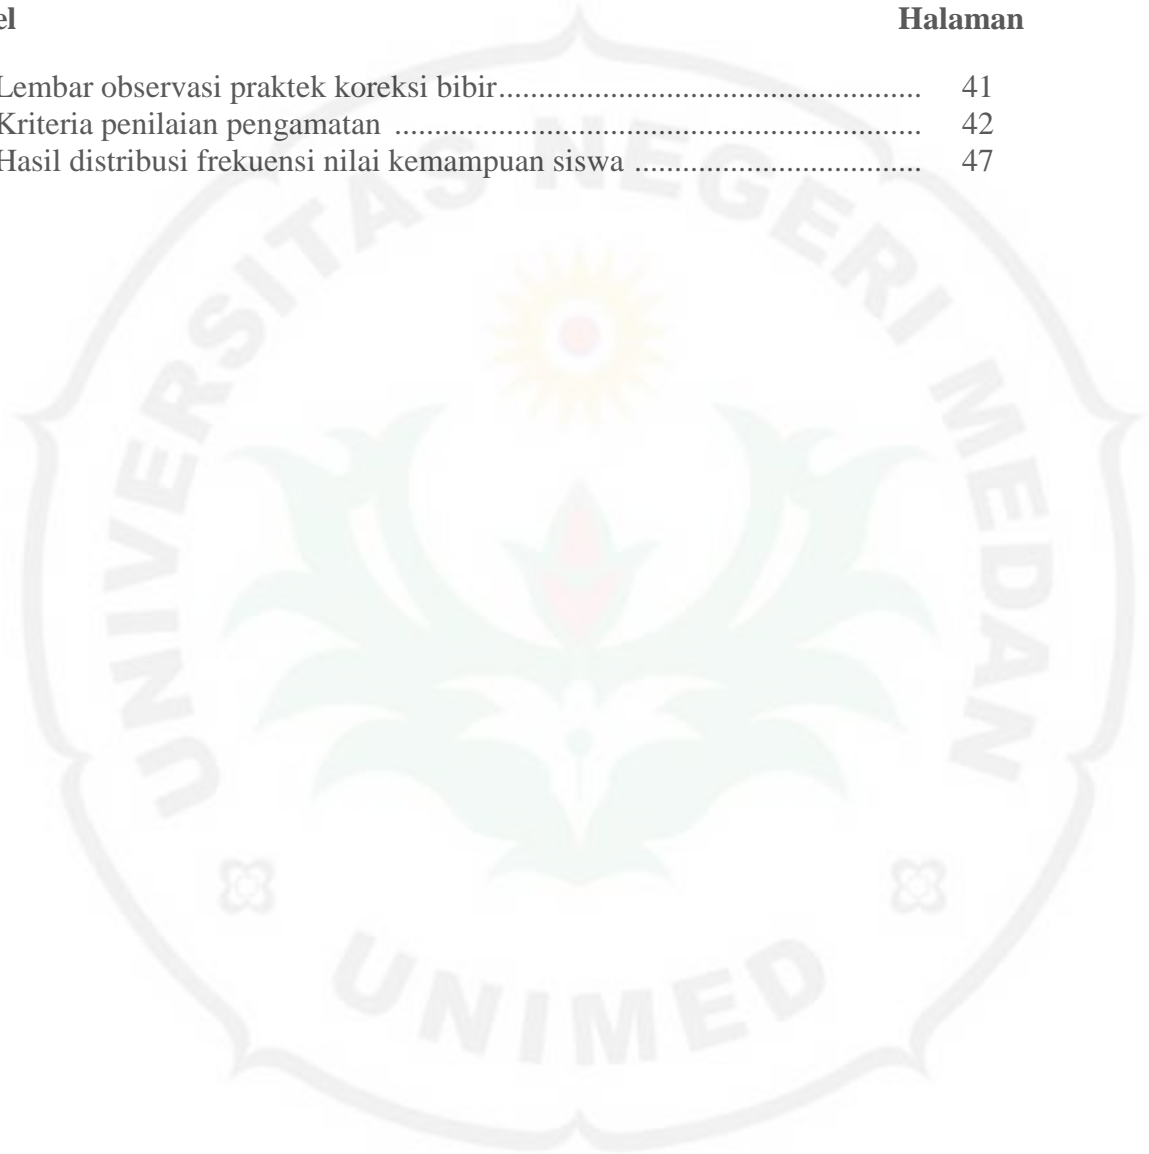 el Halaman
Lembar observasi praktek koreksi bibir............................................... 41
Kriteria penilaian pengamatan .......................................................... 42
Hasil distribusi frekuensi nilai kemampuan siswa ................................ 47
UNIVERSITAS NEGERI MEDAN
UNIMED